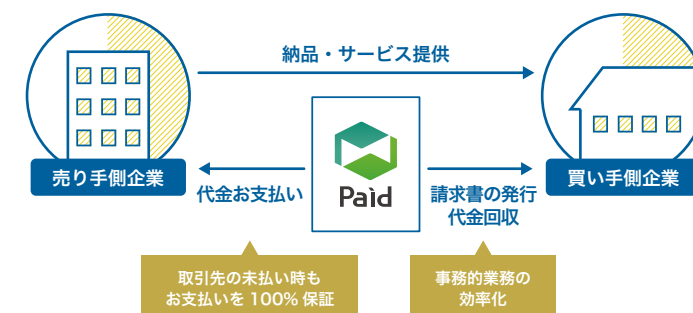 納品・サービス提供
売り手側企業
買い手側企業
代金お支払い
Paid
請求書の発行
代金回収
取引先の未払い時も
お支払いを 100% 保証
事務的業務の
効率化